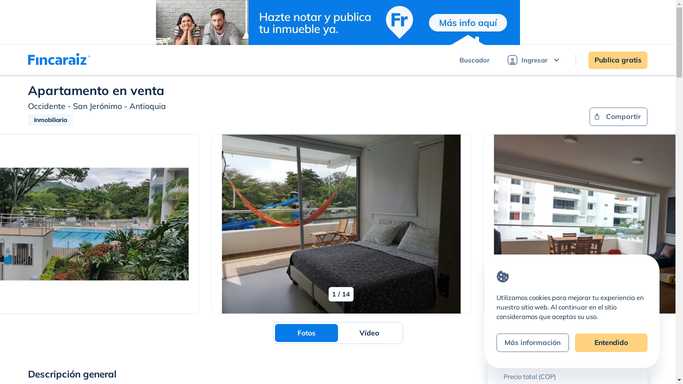 Hazte notar y publica
tu inmueble ya.
Fr
Más info aquí
Fincaraiz
Buscador
Ingresar
Publica gratis
Apartamento en venta
Occidente - San Jerónimo - Antioquia
Inmobiliaria
Compartir
1 / 14
Fotos
Vídeo
Utilizamos cookies para mejorar tu experiencia en
nuestro sitio web. Al continuar en el sitio
consideramos que aceptas su uso.
Más información
Entendido
Descripción general
Precio total (COP)